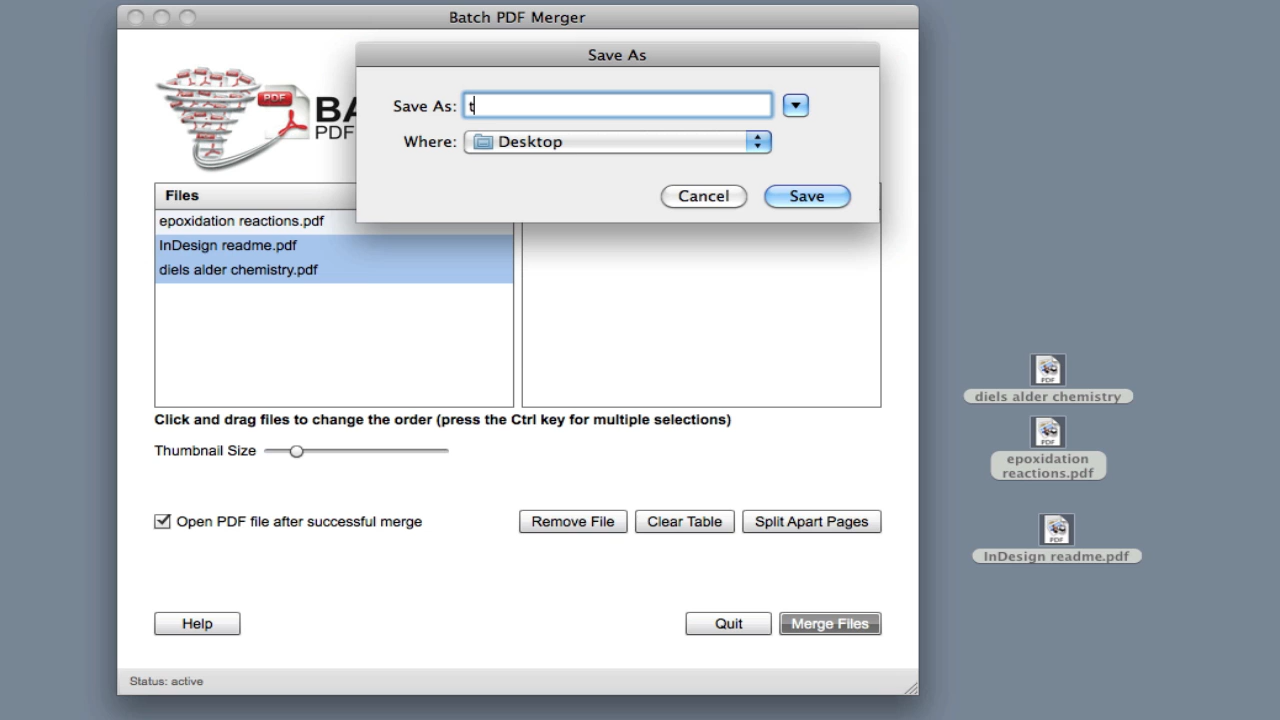 Batch PDF Merger
Save As
Save As: t
Where: Desktop
Cancel
Save
PDF
BA
PDF
Files
epoxidation reactions.pdf
InDesign readme.pdf
diels alder chemistry.pdf
Click and drag files to change the order (press the Ctrl key for multiple selections)
Thumbnail Size
Open PDF file after successful merge
Remove File
Clear Table
Split Apart Pages
Help
Quit
Merge Files
Status: active
PDF
diels alder chemistry
PDF
epoxidation
reactions.pdf
PDF
InDesign readme.pdf